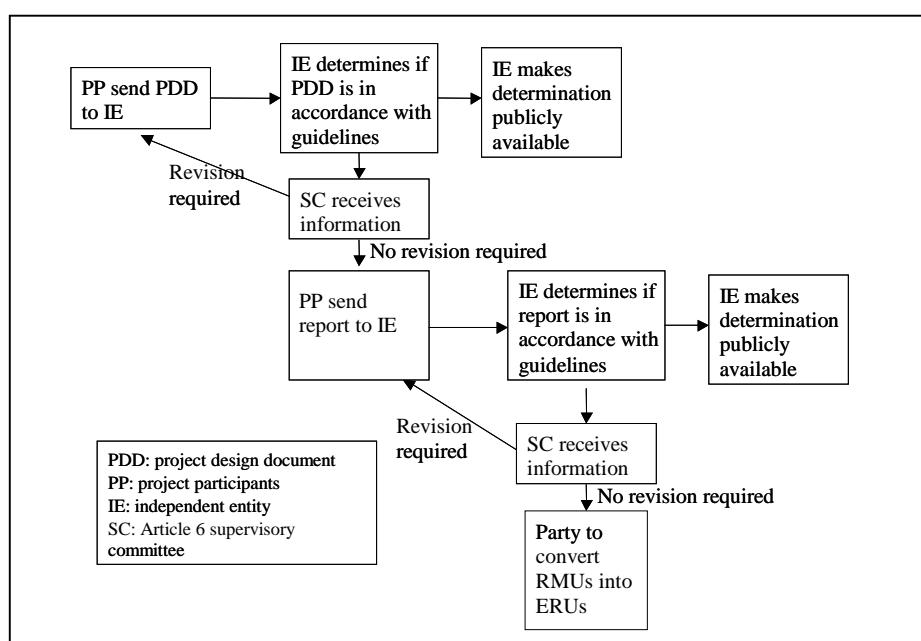 PP send PDD
to IE
IE determines if
PDD is in
accordance with
guidelines
IE makes
determination
publicly
available
Revision
required
SC receives
information
No revision required
PP send
report to IE
IE determines if
report is in
accordance with
guidelines
IE makes
determination
publicly
available
Revision
required
SC receives
information
No revision required
Party to
convert
RMUs into
ERUs
PDD: project design document
PP: project participants
IE: independent entity
SC: Article 6 supervisory
committee